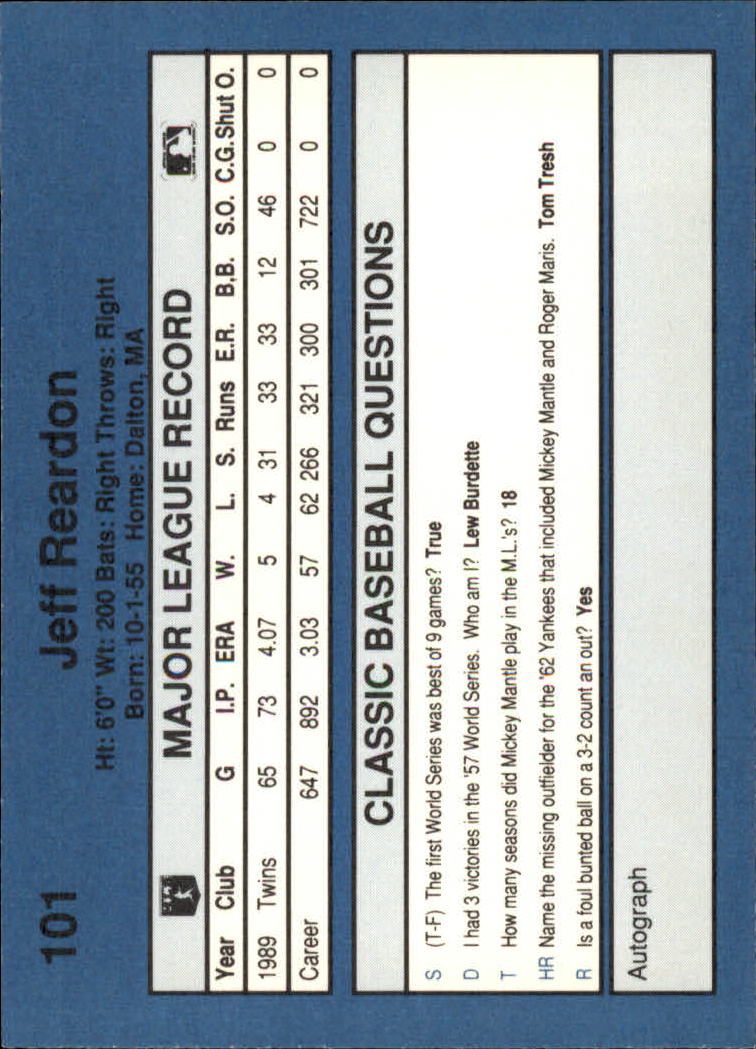 101 Jeff Reardon
Ht: 6'0" Wt: 200 Bats: Right Throws: Right
Born: 10-1-55 Home: Dalton, MA
MAJOR LEAGUE RECORD
Year Club G I.P. ERA W. L. S. Runs E.R. B.B. S.O. C.G. Shut O.
1989 Twins 65 73 4.07 5 4 31 33 33 12 46 0 0
Career 647 892 3.03 57 62 266 321 300 301 722 0 0
CLASSIC BASEBALL QUESTIONS
S (T-F) The first World Series was best of 9 games? True
D I had 3 victories in the '57 World Series. Who am I? Lew Burdette
T How many seasons did Mickey Mantle play in the M.L.'s? 18
HR Name the missing outfielder for the '62 Yankees that included Mickey Mantle and Roger Maris. Tom Tresh
R Is a foul bunted ball on a 3-2 count an out? Yes
Autograph